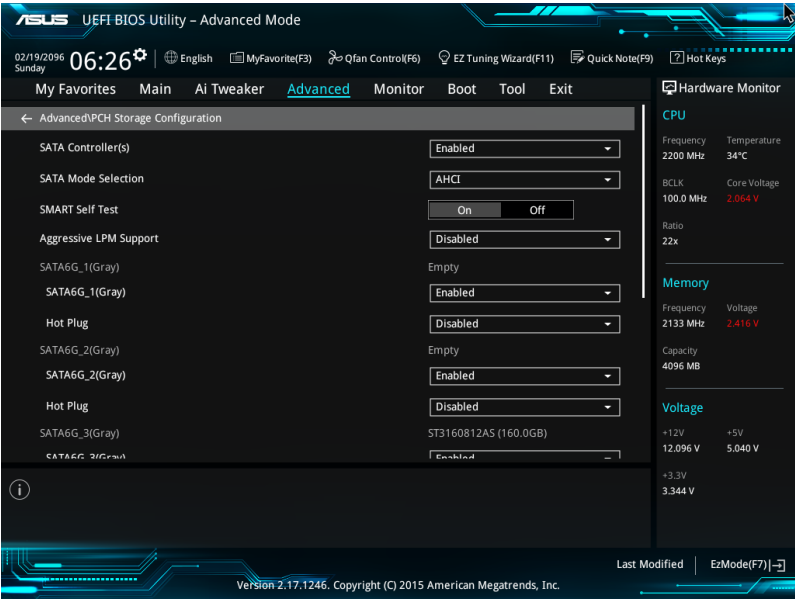 ASUS UEFI BIOS Utility – Advanced Mode
02/19/2096 Sunday 06:26 English MyFavorite(F3) Qfan Control(F6) EZ Tuning Wizard(F11) Quick Note(F9) ? Hot Keys
My Favorites Main Ai Tweaker Advanced Monitor Boot Tool Exit
← Advanced\PCH Storage Configuration
SATA Controller(s) Enabled
SATA Mode Selection AHCI
SMART Self Test On Off
Aggressive LPM Support Disabled
SATA6G_1(Gray) Empty
SATA6G_1(Gray) Enabled
Hot Plug Disabled
SATA6G_2(Gray) Empty
SATA6G_2(Gray) Enabled
Hot Plug Disabled
SATA6G_3(Gray) ST3160812AS (160.0GB)
SATA6G_3(Gray) Enabled
Hardware Monitor
CPU
Frequency Temperature
2200 MHz 34°C
BCLK Core Voltage
100.0 MHz 2.064 V
Ratio
22x
Memory
Frequency Voltage
2133 MHz 2.416 V
Capacity
4096 MB
Voltage
+12V +5V
12.096 V 5.040 V
+3.3V
3.344 V
Last Modified EzMode(F7)
Version 2.17.1246. Copyright (C) 2015 American Megatrends, Inc.